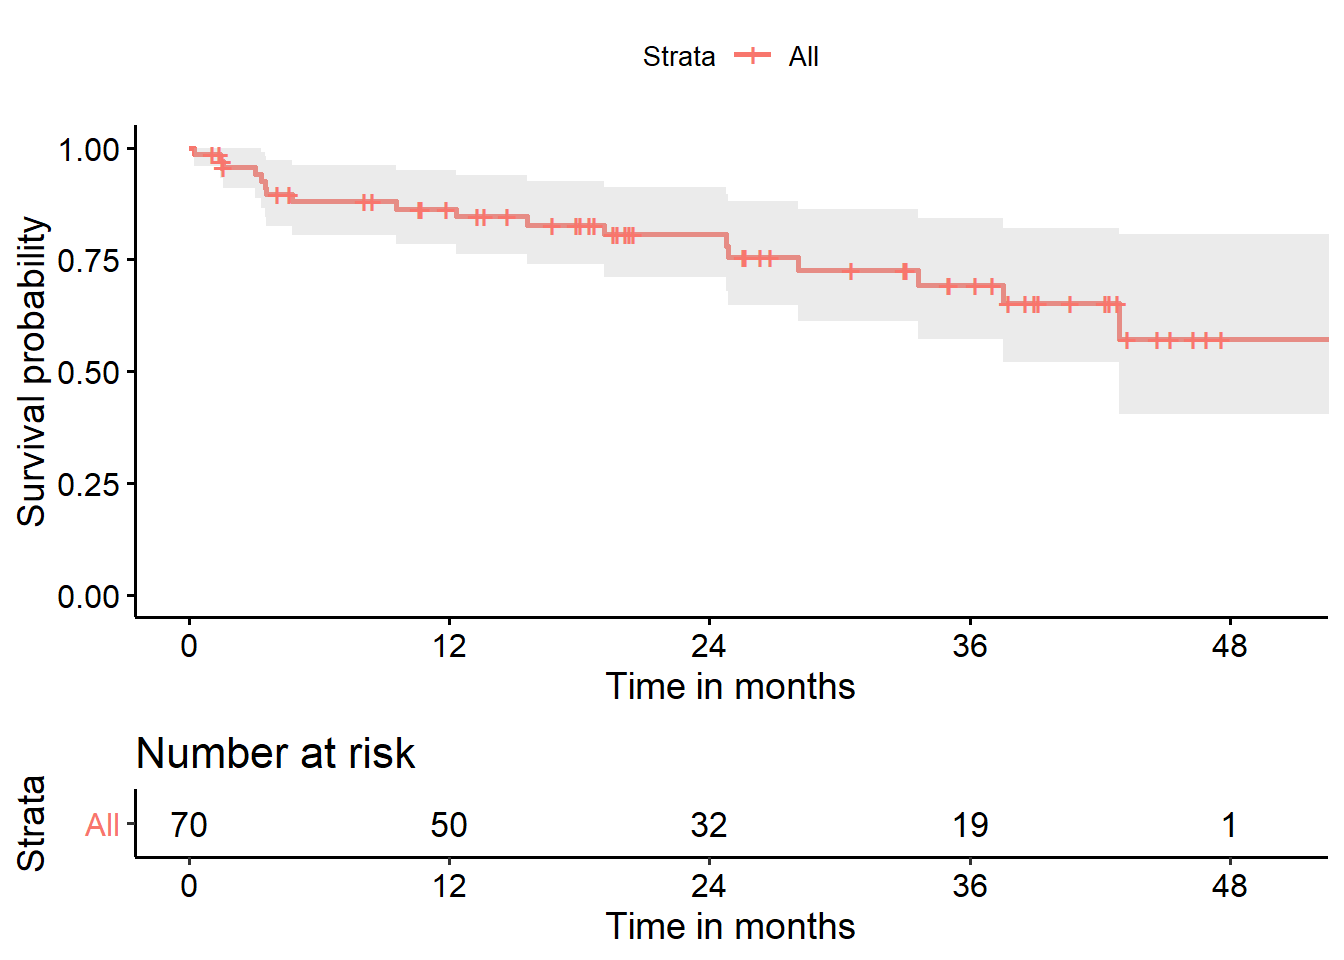 Strata All
1.00
0.75
0.50
0.25
0.00
Survival probability
0 12 24 36 48
Time in months
Number at risk
Strata
All 70 50 32 19 1
0 12 24 36 48
Time in months